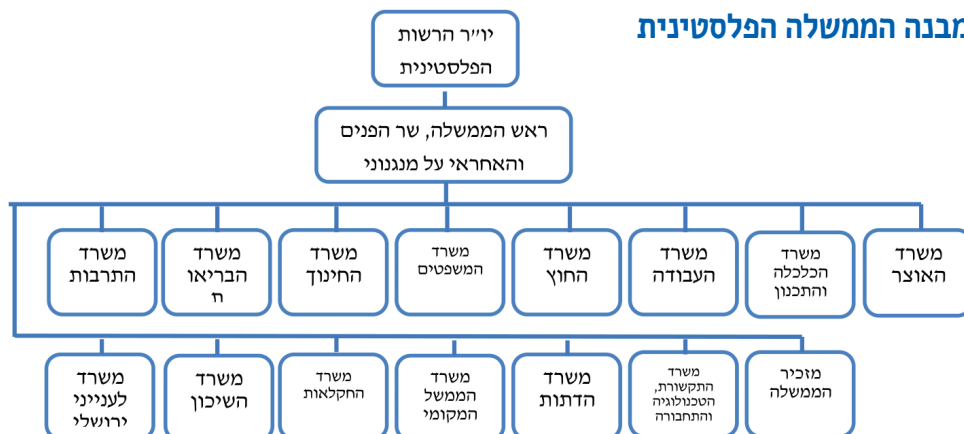 מבנה הממשלה הפלסטינית
יו״ר הרשות
הפלסטינית
ראש הממשלה, שר הפנים
והאחראי על מנגנוני
משרד
האוצר
משרד
הכלכלה
והתכנון
משרד
העבודה
משרד
החוץ
משרד
המשפטים
משרד
החינוך
משרד
הבריאו
ת
משרד
התרבות
מזכיר
הממשלה
משרד
התקשורת,
הטכנולוגיה
והתחבורה
משרד
הדתות
משרד
הממשל
המקומי
משרד
החקלאות
משרד
השיכון
משרד
לענייני
ירושלי